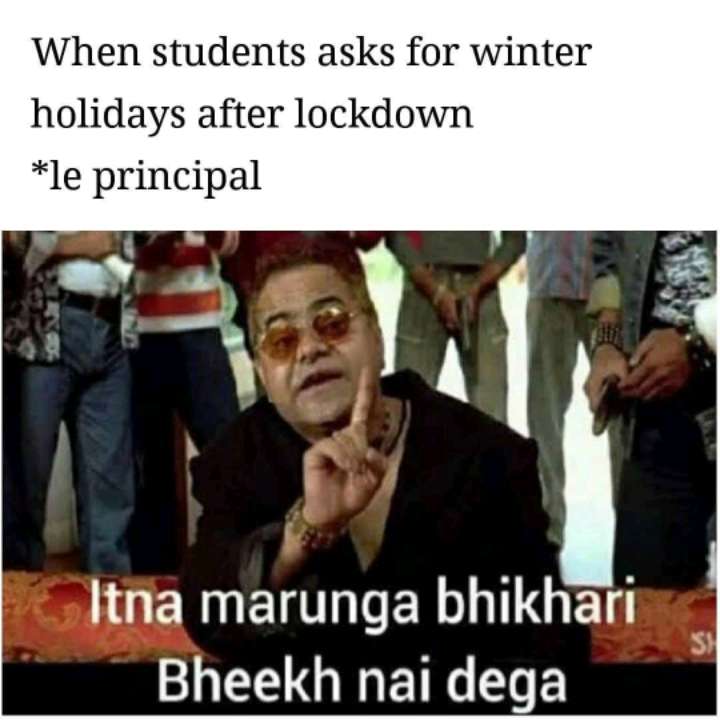 When students asks for winter
holidays after lockdown
*le principal
Itna marunga bhikhari
Bheekh nai dega